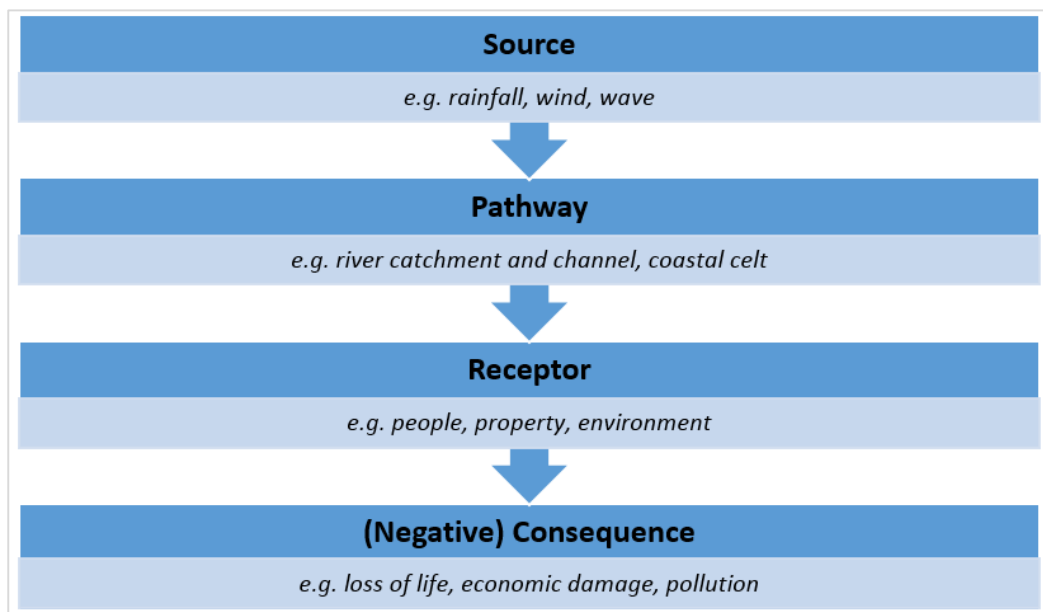 Source
e.g. rainfall, wind, wave
Pathway
e.g. river catchment and channel, coastal celt
Receptor
e.g. people, property, environment
(Negative) Consequence
e.g. loss of life, economic damage, pollution